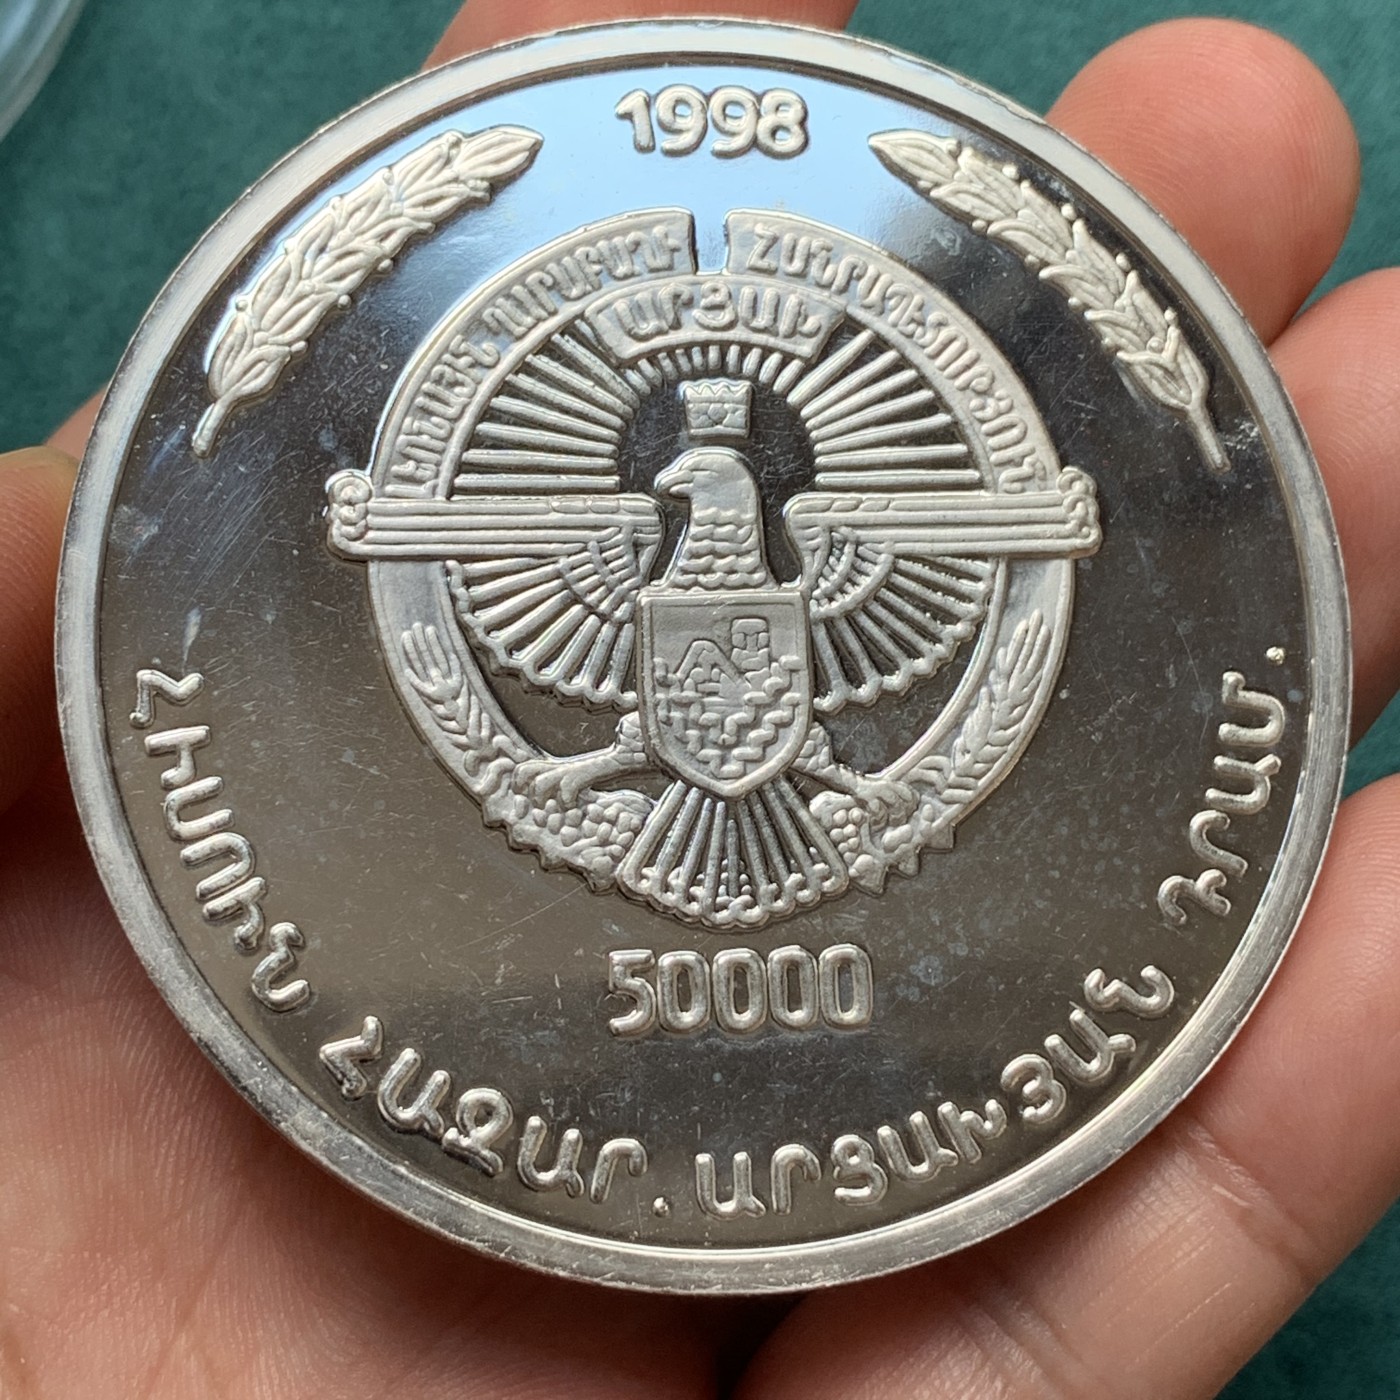 1998
ԼԵՌՆԱՅԻՆ ՂԱՐԱԲԱՂԻ ՀԱՆՐԱՊԵՏՈՒԹՅՈՒՆ
ԱՐՑԱԽ
50000
ՀԻՍՈՒՆ ՀԱԶԱՐ. ԱՐՑԱԽՅԱՆ ԴՐԱՄ.